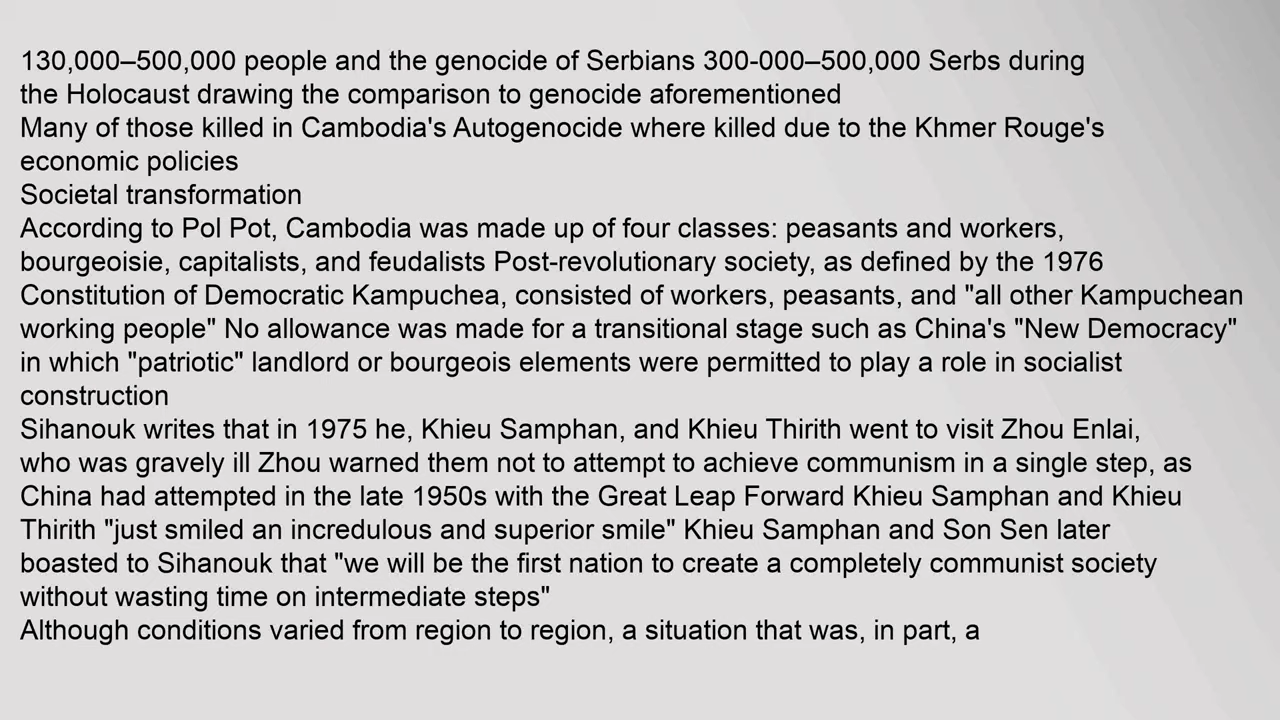 130,000–500,000 people and the genocide of Serbians 300-000–500,000 Serbs during
the Holocaust drawing the comparison to genocide aforementioned
Many of those killed in Cambodia's Autogenocide where killed due to the Khmer Rouge's
economic policies
Societal transformation
According to Pol Pot, Cambodia was made up of four classes: peasants and workers,
bourgeoisie, capitalists, and feudalists Post-revolutionary society, as defined by the 1976
Constitution of Democratic Kampuchea, consisted of workers, peasants, and "all other Kampuchean
working people" No allowance was made for a transitional stage such as China's "New Democracy"
in which "patriotic" landlord or bourgeois elements were permitted to play a role in socialist
construction
Sihanouk writes that in 1975 he, Khieu Samphan, and Khieu Thirith went to visit Zhou Enlai,
who was gravely ill Zhou warned them not to attempt to achieve communism in a single step, as
China had attempted in the late 1950s with the Great Leap Forward Khieu Samphan and Khieu
Thirith "just smiled an incredulous and superior smile" Khieu Samphan and Son Sen later
boasted to Sihanouk that "we will be the first nation to create a completely communist society
without wasting time on intermediate steps"
Although conditions varied from region to region, a situation that was, in part, a